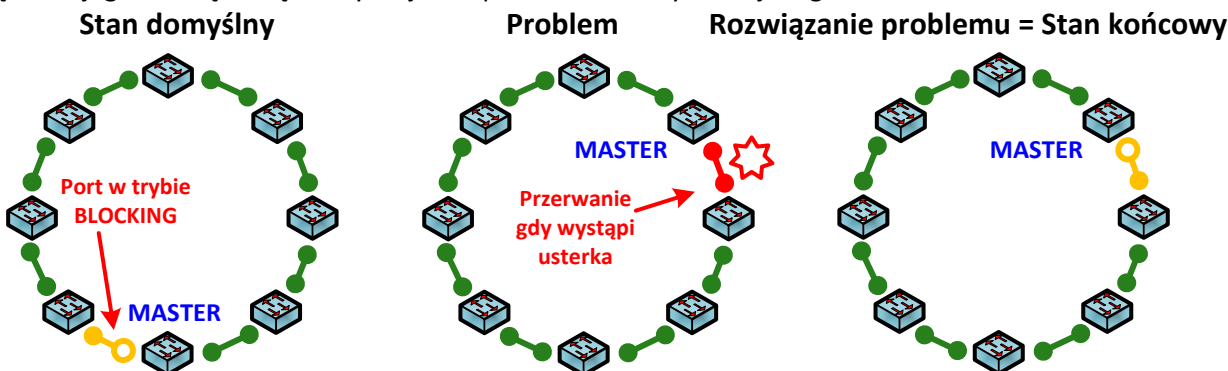 Stan domyślny
Problem
Rozwiązanie problemu = Stan końcowy
Port w trybie
BLOCKING
MASTER
MASTER
Przerwanie
gdy wystąpi
usterka
MASTER